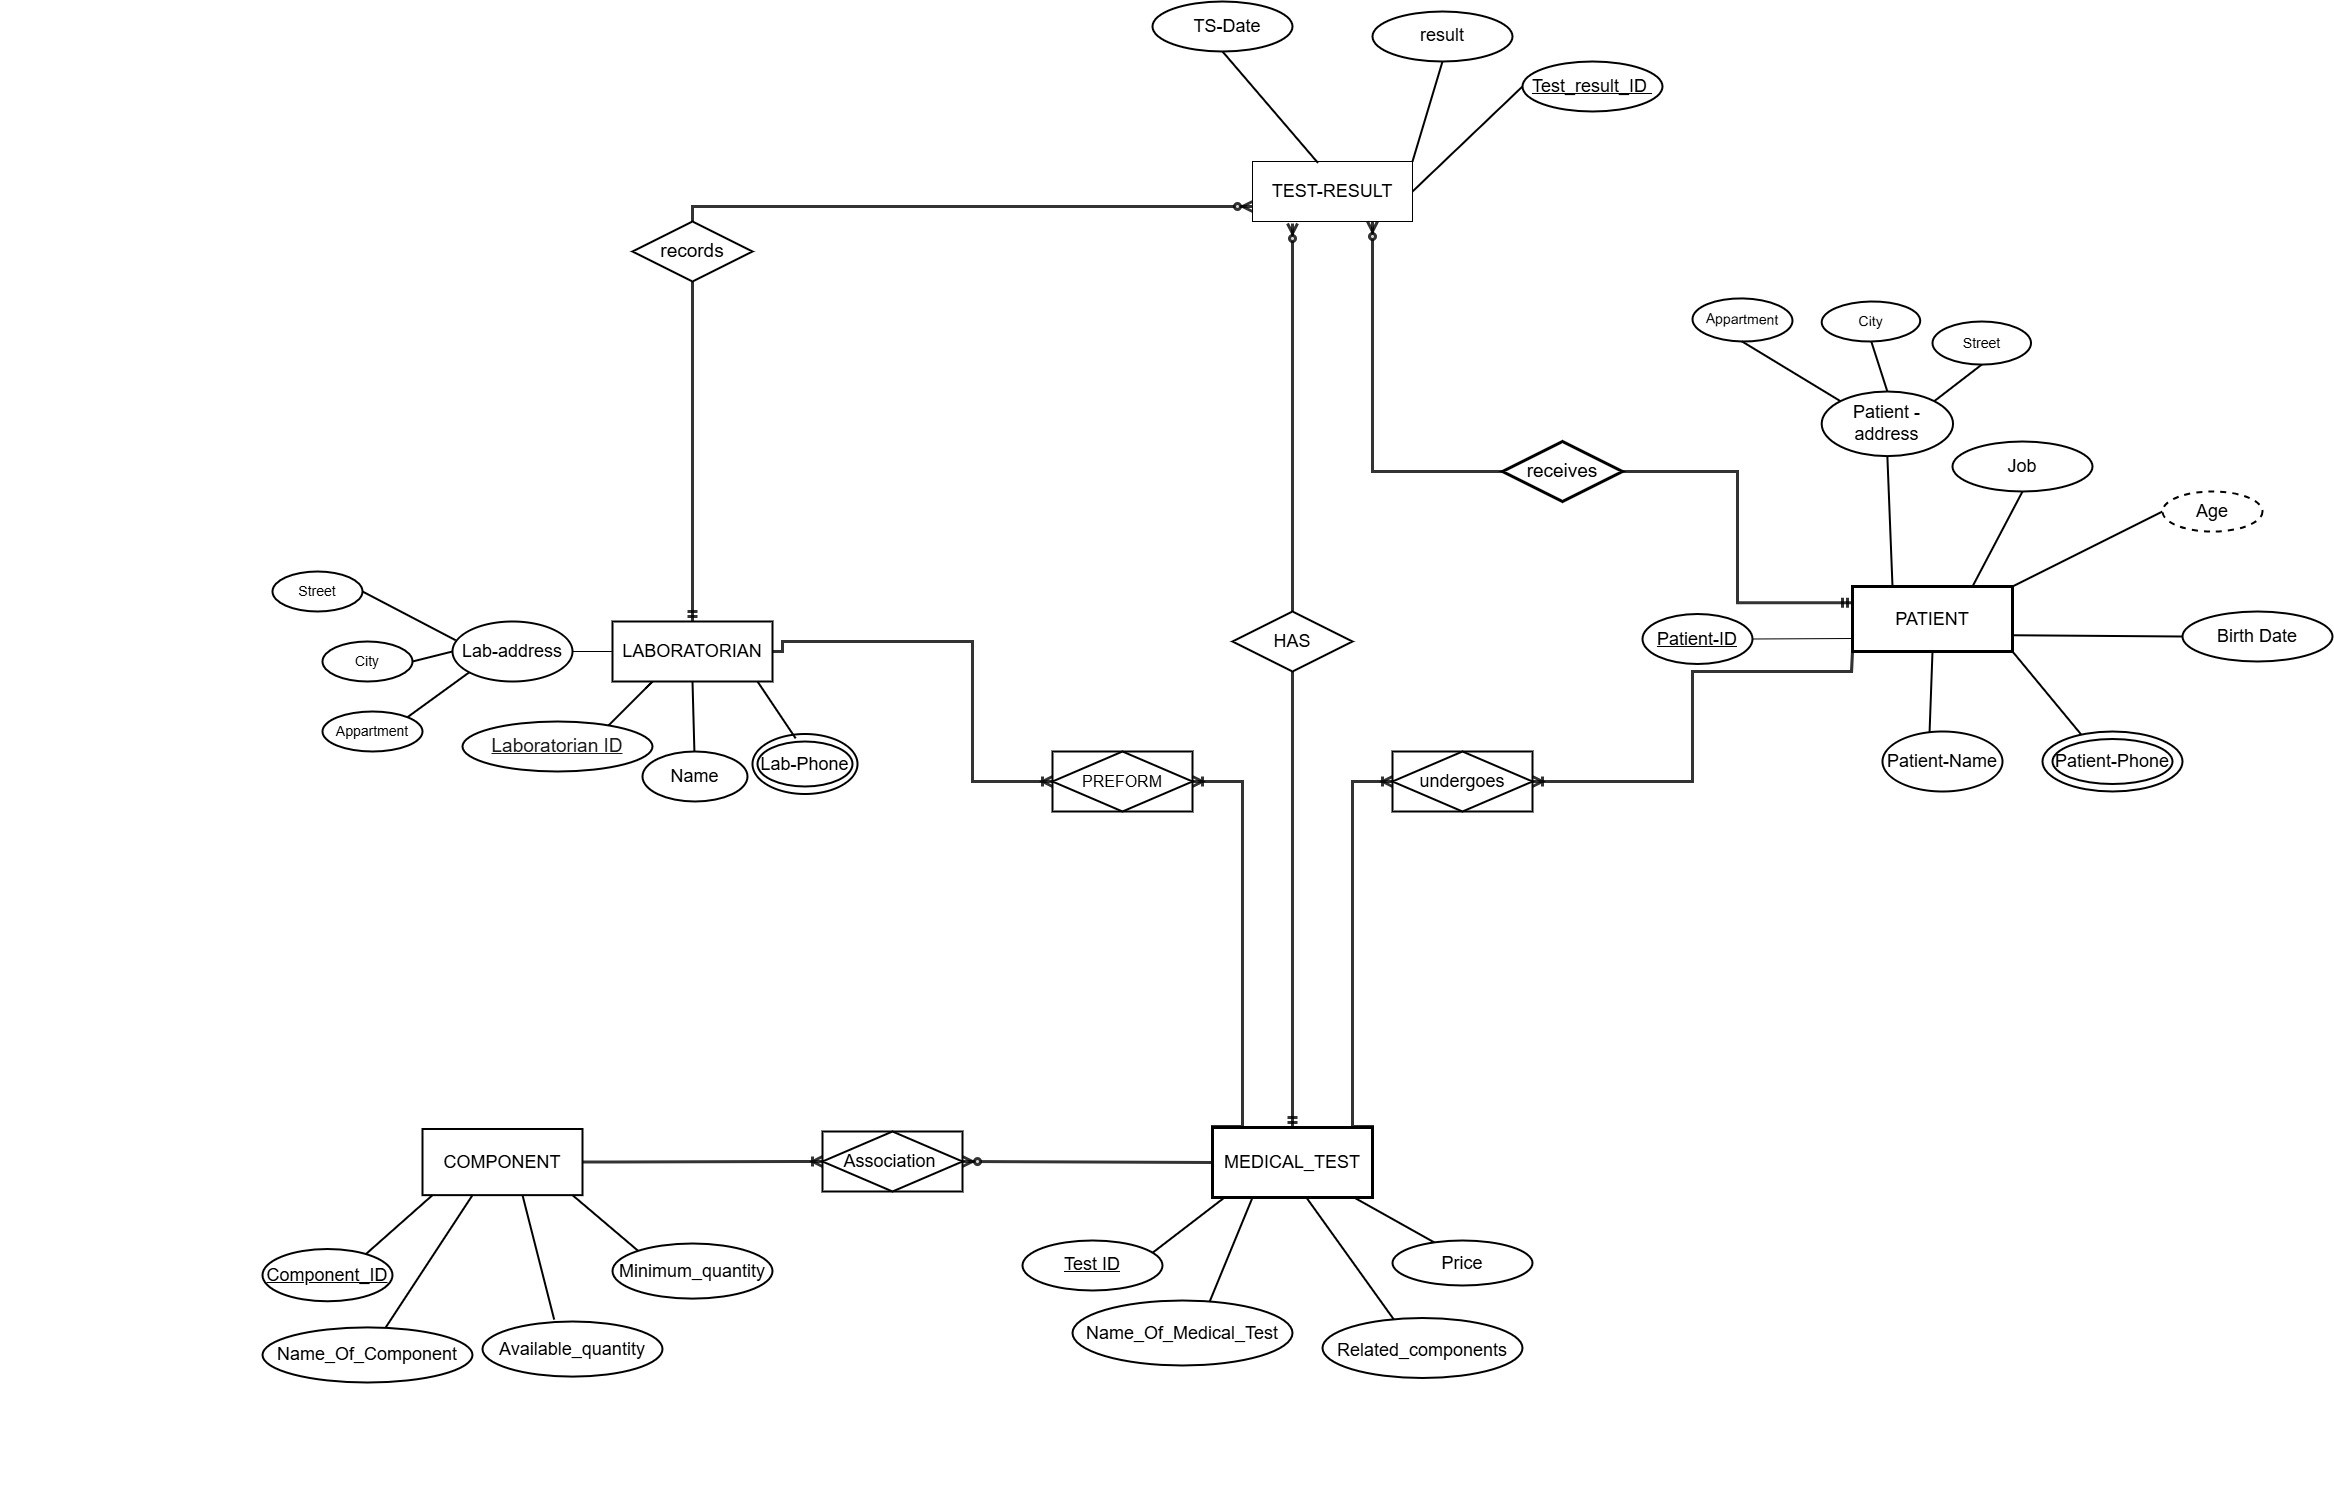 TS-Date
result
Test_result_ID
TEST-RESULT
records
Appartment
City
Street
Patient -
address
Job
receives
Age
Street
City
Lab-address
LABORATORIAN
Appartment
Laboratorian ID
Name
Lab-Phone
HAS
Patient-ID
PATIENT
Birth Date
Patient-Name
Patient-Phone
PREFORM
undergoes
COMPONENT
Association
MEDICAL_TEST
Component_ID
Minimum_quantity
Name_Of_Component
Available_quantity
Test ID
Price
Name_Of_Medical_Test
Related_components